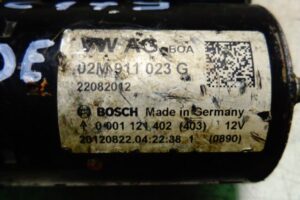 VW AG BOA
02M 911 023 G
22082012
BOSCH Made in Germany
0 001 121 402 (403) 12V
20120822.04:22:38 1 (0890)